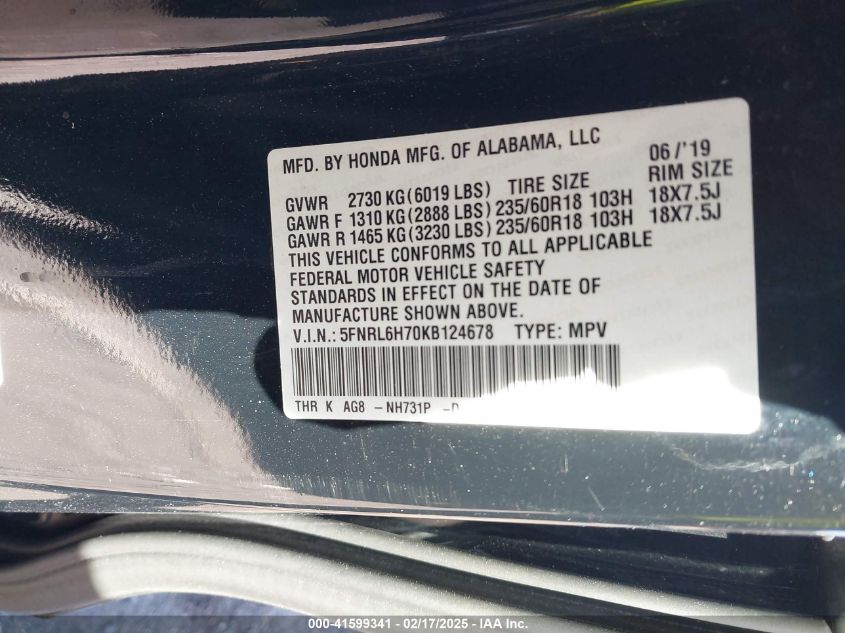 MFD. BY HONDA MFG. OF ALABAMA, LLC 06/'19
GVWR 2730 KG(6019 LBS) TIRE SIZE RIM SIZE
GAWR F 1310 KG(2888 LBS) 235/60R18 103H 18X7.5J
GAWR R 1465 KG(3230 LBS) 235/60R18 103H 18X7.5J
THIS VEHICLE CONFORMS TO ALL APPLICABLE
FEDERAL MOTOR VEHICLE SAFETY
STANDARDS IN EFFECT ON THE DATE OF
MANUFACTURE SHOWN ABOVE.
V.I.N.: 5FNRL6H70KB124678 TYPE: MPV
THR K AG8 -NH731P
000-41599341 - 02/17/2025 - IAA Inc.